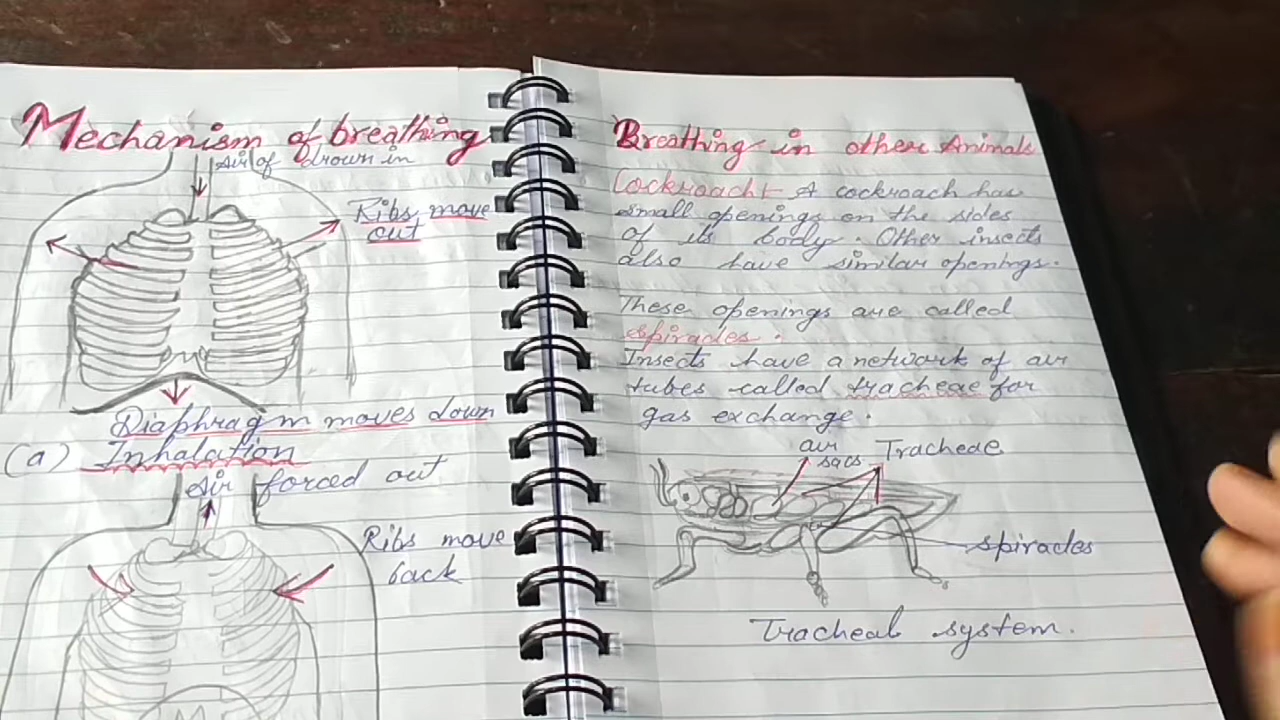 Mechanism of breathing
Air of drown in
Ribs move
out
Diaphragm moves down
(a) Inhalation
Air forced out
Ribs move
back
Breathing in other Animals
Cockroach:- A cockroach has
small openings on the sides
of its body. Other insects
also have similar openings.
These openings are called
spiracles.
Insects have a network of air
tubes called tracheae for
gas exchange.
air
sacs
Tracheae
spiracles
Tracheal system.